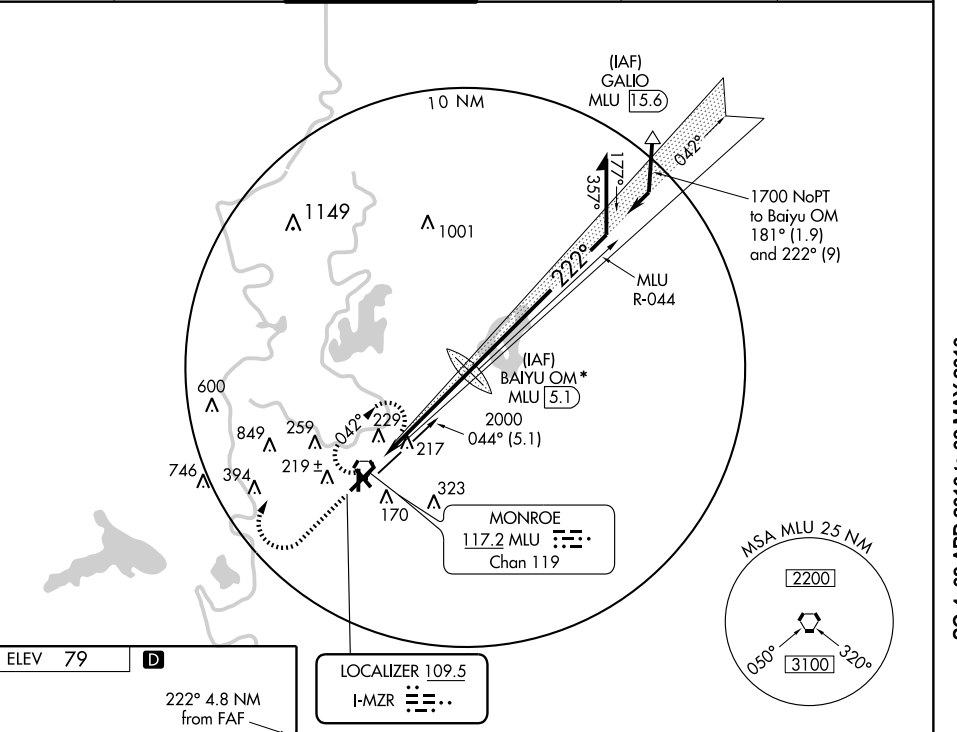 (IAF)
GALIO
MLU 15.6
10 NM
042°
177°
357°
1700 NoPT
to Baiyu OM
181° (1.9)
and 222° (9)
1149
1001
222°
MLU
R-044
(IAF)
BAIYU OM *
MLU 5.1
2000
044° (5.1)
600
849
259
042°
229
217
746
394
219 ±
170
323
MONROE
117.2 MLU
Chan 119
MSA MLU 25 NM
2200
050°
3100
320°
ELEV 79
D
222° 4.8 NM
from FAF
LOCALIZER 109.5
I-MZR